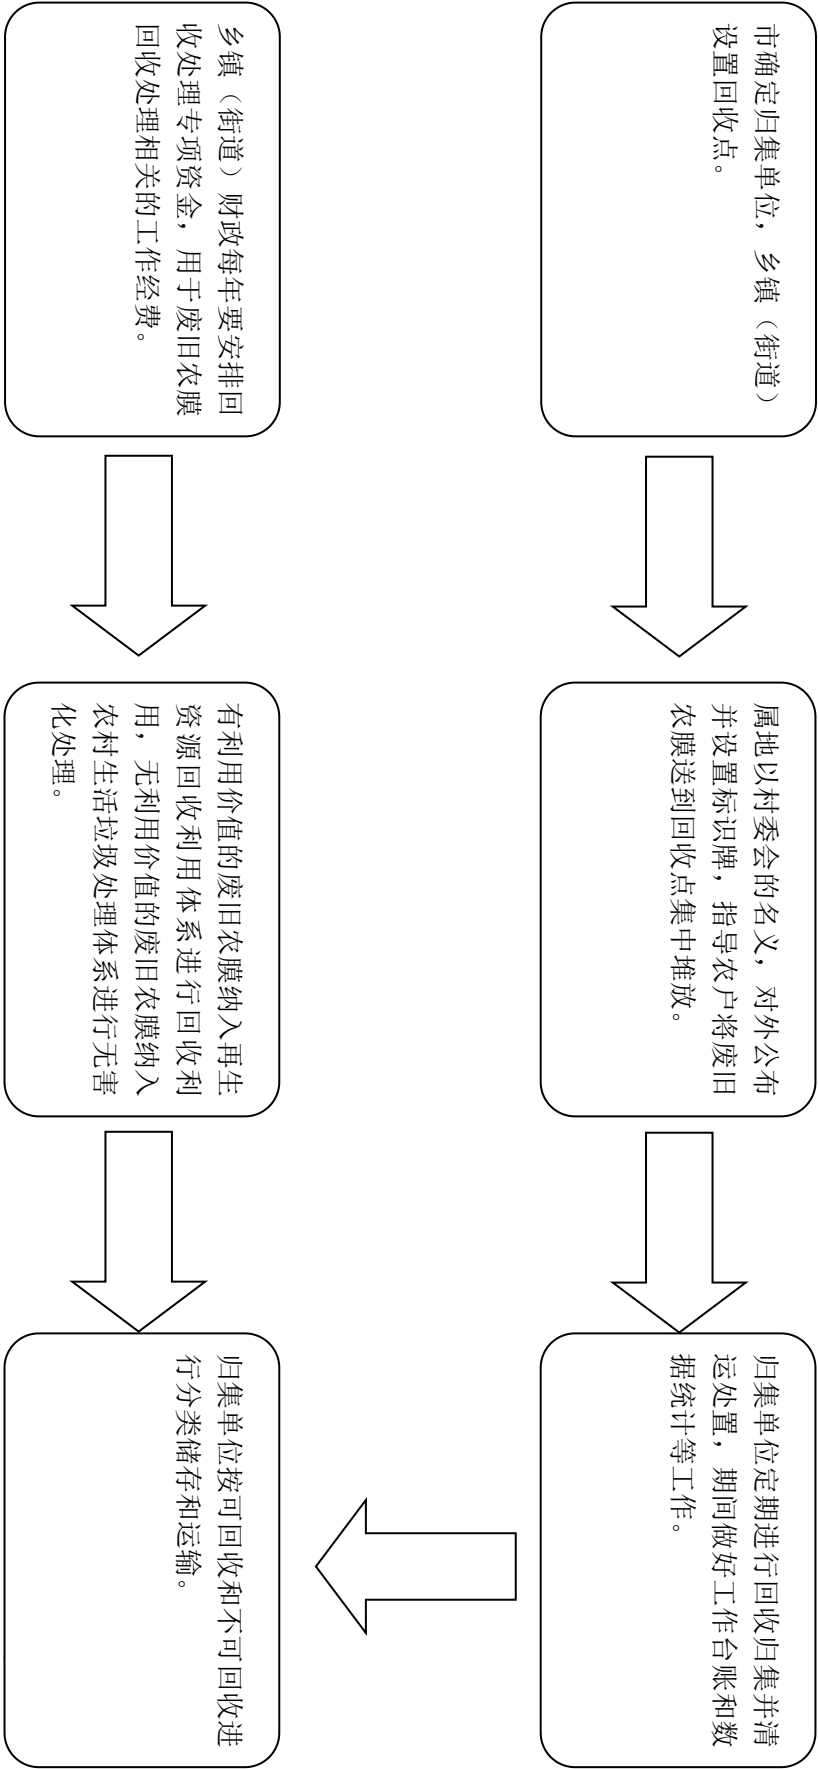 市确定归集单位，乡镇（街道）
设置回收点。
属地以村委会的名义，对外公布
并设置标识牌，指导农户将废旧
农膜送到回收点集中堆放。
归集单位定期进行回收归集并清
运处置，期间做好工作台账和数
据统计等工作。
乡镇（街道）财政每年要安排回
收处理专项资金，用于废旧农膜
回收处理相关的工作经费。
有利用价值的废旧农膜纳入再生
资源回收利用体系进行回收利
用，无利用价值的废旧农膜纳入
农村生活垃圾处理体系进行无害
化处理。
归集单位按可回收和不可回收进
行分类储存和运输。